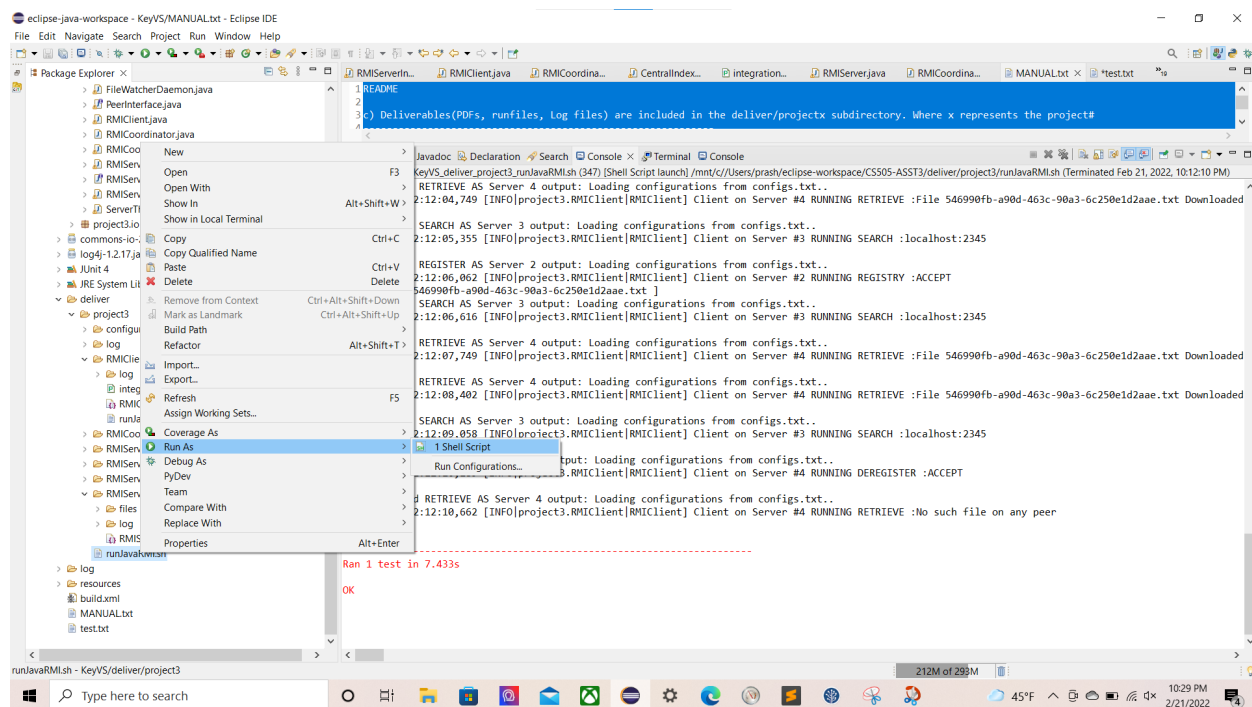 eclipse-java-workspace - KeyVS/MANUAL.txt - Eclipse IDE
File Edit Navigate Search Project Run Window Help
Package Explorer
FileWatcherDaemon.java
PeerInterface.java
RMIClient.java
RMICoordinator.java
RMICoo
RMISer
RMISer
RMISer
ServerTh
project3.io
commons-io-
log4j-1.2.17.ja
JUnit 4
JRE System Lib
deliver
project3
configu
log
RMIClie
log
integ
RMIC
runJa
RMICoo
RMISer
RMISer
RMISer
RMISer
files
log
RMIS
runJavaRMI.sh
log
resources
build.xml
MANUAL.txt
test.txt
New
Open F3
Open With
Show In Alt+Shift+W
Show in Local Terminal
Copy Ctrl+C
Copy Qualified Name
Paste Ctrl+V
Delete Delete
Remove from Context Ctrl+Alt+Shift+Down
Mark as Landmark Ctrl+Alt+Shift+Up
Build Path
Refactor Alt+Shift+T
Import...
Export...
Refresh F5
Assign Working Sets...
Coverage As
Run As
Debug As
PyDev
Team
Compare With
Replace With
Properties Alt+Enter
1 Shell Script
Run Configurations...
RMIServerIn... RMIClient.java RMICoordina... CentralIndex... integration... RMIServer.java RMICoordina... MANUAL.txt *test.txt 19
1 README
2
3 c) Deliverables(PDFs, runfiles, Log files) are included in the deliver/projectx subdirectory. Where x represents the project#
4 ------------------------------------------------------------
Javadoc Declaration Search Console Terminal Console
KeyVS_deliver_project3_runJavaRMI.sh (347) [Shell Script launch] /mnt/c//Users/prash/eclipse-workspace/CS505-ASST3/deliver/project3/runJavaRMI.sh (Terminated Feb 21, 2022, 10:12:10 PM)
RETRIEVE AS Server 4 output: Loading configurations from configs.txt..
2:12:04,749 [INFO|project3.RMIClient|RMIClient] Client on Server #4 RUNNING RETRIEVE :File 546990fb-a90d-463c-90a3-6c250e1d2aae.txt Downloaded
SEARCH AS Server 3 output: Loading configurations from configs.txt..
2:12:05,355 [INFO|project3.RMIClient|RMIClient] Client on Server #3 RUNNING SEARCH :localhost:2345
REGISTER AS Server 2 output: Loading configurations from configs.txt..
2:12:06,062 [INFO|project3.RMIClient|RMIClient] Client on Server #2 RUNNING REGISTRY :ACCEPT
546990fb-a90d-463c-90a3-6c250e1d2aae.txt ]
SEARCH AS Server 3 output: Loading configurations from configs.txt..
2:12:06,616 [INFO|project3.RMIClient|RMIClient] Client on Server #3 RUNNING SEARCH :localhost:2345
RETRIEVE AS Server 4 output: Loading configurations from configs.txt..
2:12:07,749 [INFO|project3.RMIClient|RMIClient] Client on Server #4 RUNNING RETRIEVE :File 546990fb-a90d-463c-90a3-6c250e1d2aae.txt Downloaded
RETRIEVE AS Server 4 output: Loading configurations from configs.txt..
2:12:08,402 [INFO|project3.RMIClient|RMIClient] Client on Server #4 RUNNING RETRIEVE :File 546990fb-a90d-463c-90a3-6c250e1d2aae.txt Downloaded
SEARCH AS Server 3 output: Loading configurations from configs.txt..
2:12:09,058 [INFO|project3.RMIClient|RMIClient] Client on Server #3 RUNNING SEARCH :localhost:2345
tput: Loading configurations from configs.txt..
Client on Server #4 RUNNING DEREGISTER :ACCEPT
d RETRIEVE AS Server 4 output: Loading configurations from configs.txt..
2:12:10,662 [INFO|project3.RMIClient|RMIClient] Client on Server #4 RUNNING RETRIEVE :No such file on any peer
----------------------------------------------------------------------
Ran 1 test in 7.433s
OK
runJavaRMI.sh - KeyVS/deliver/project3
212M of 293M
Type here to search
45°F
10:29 PM
2/21/2022
4